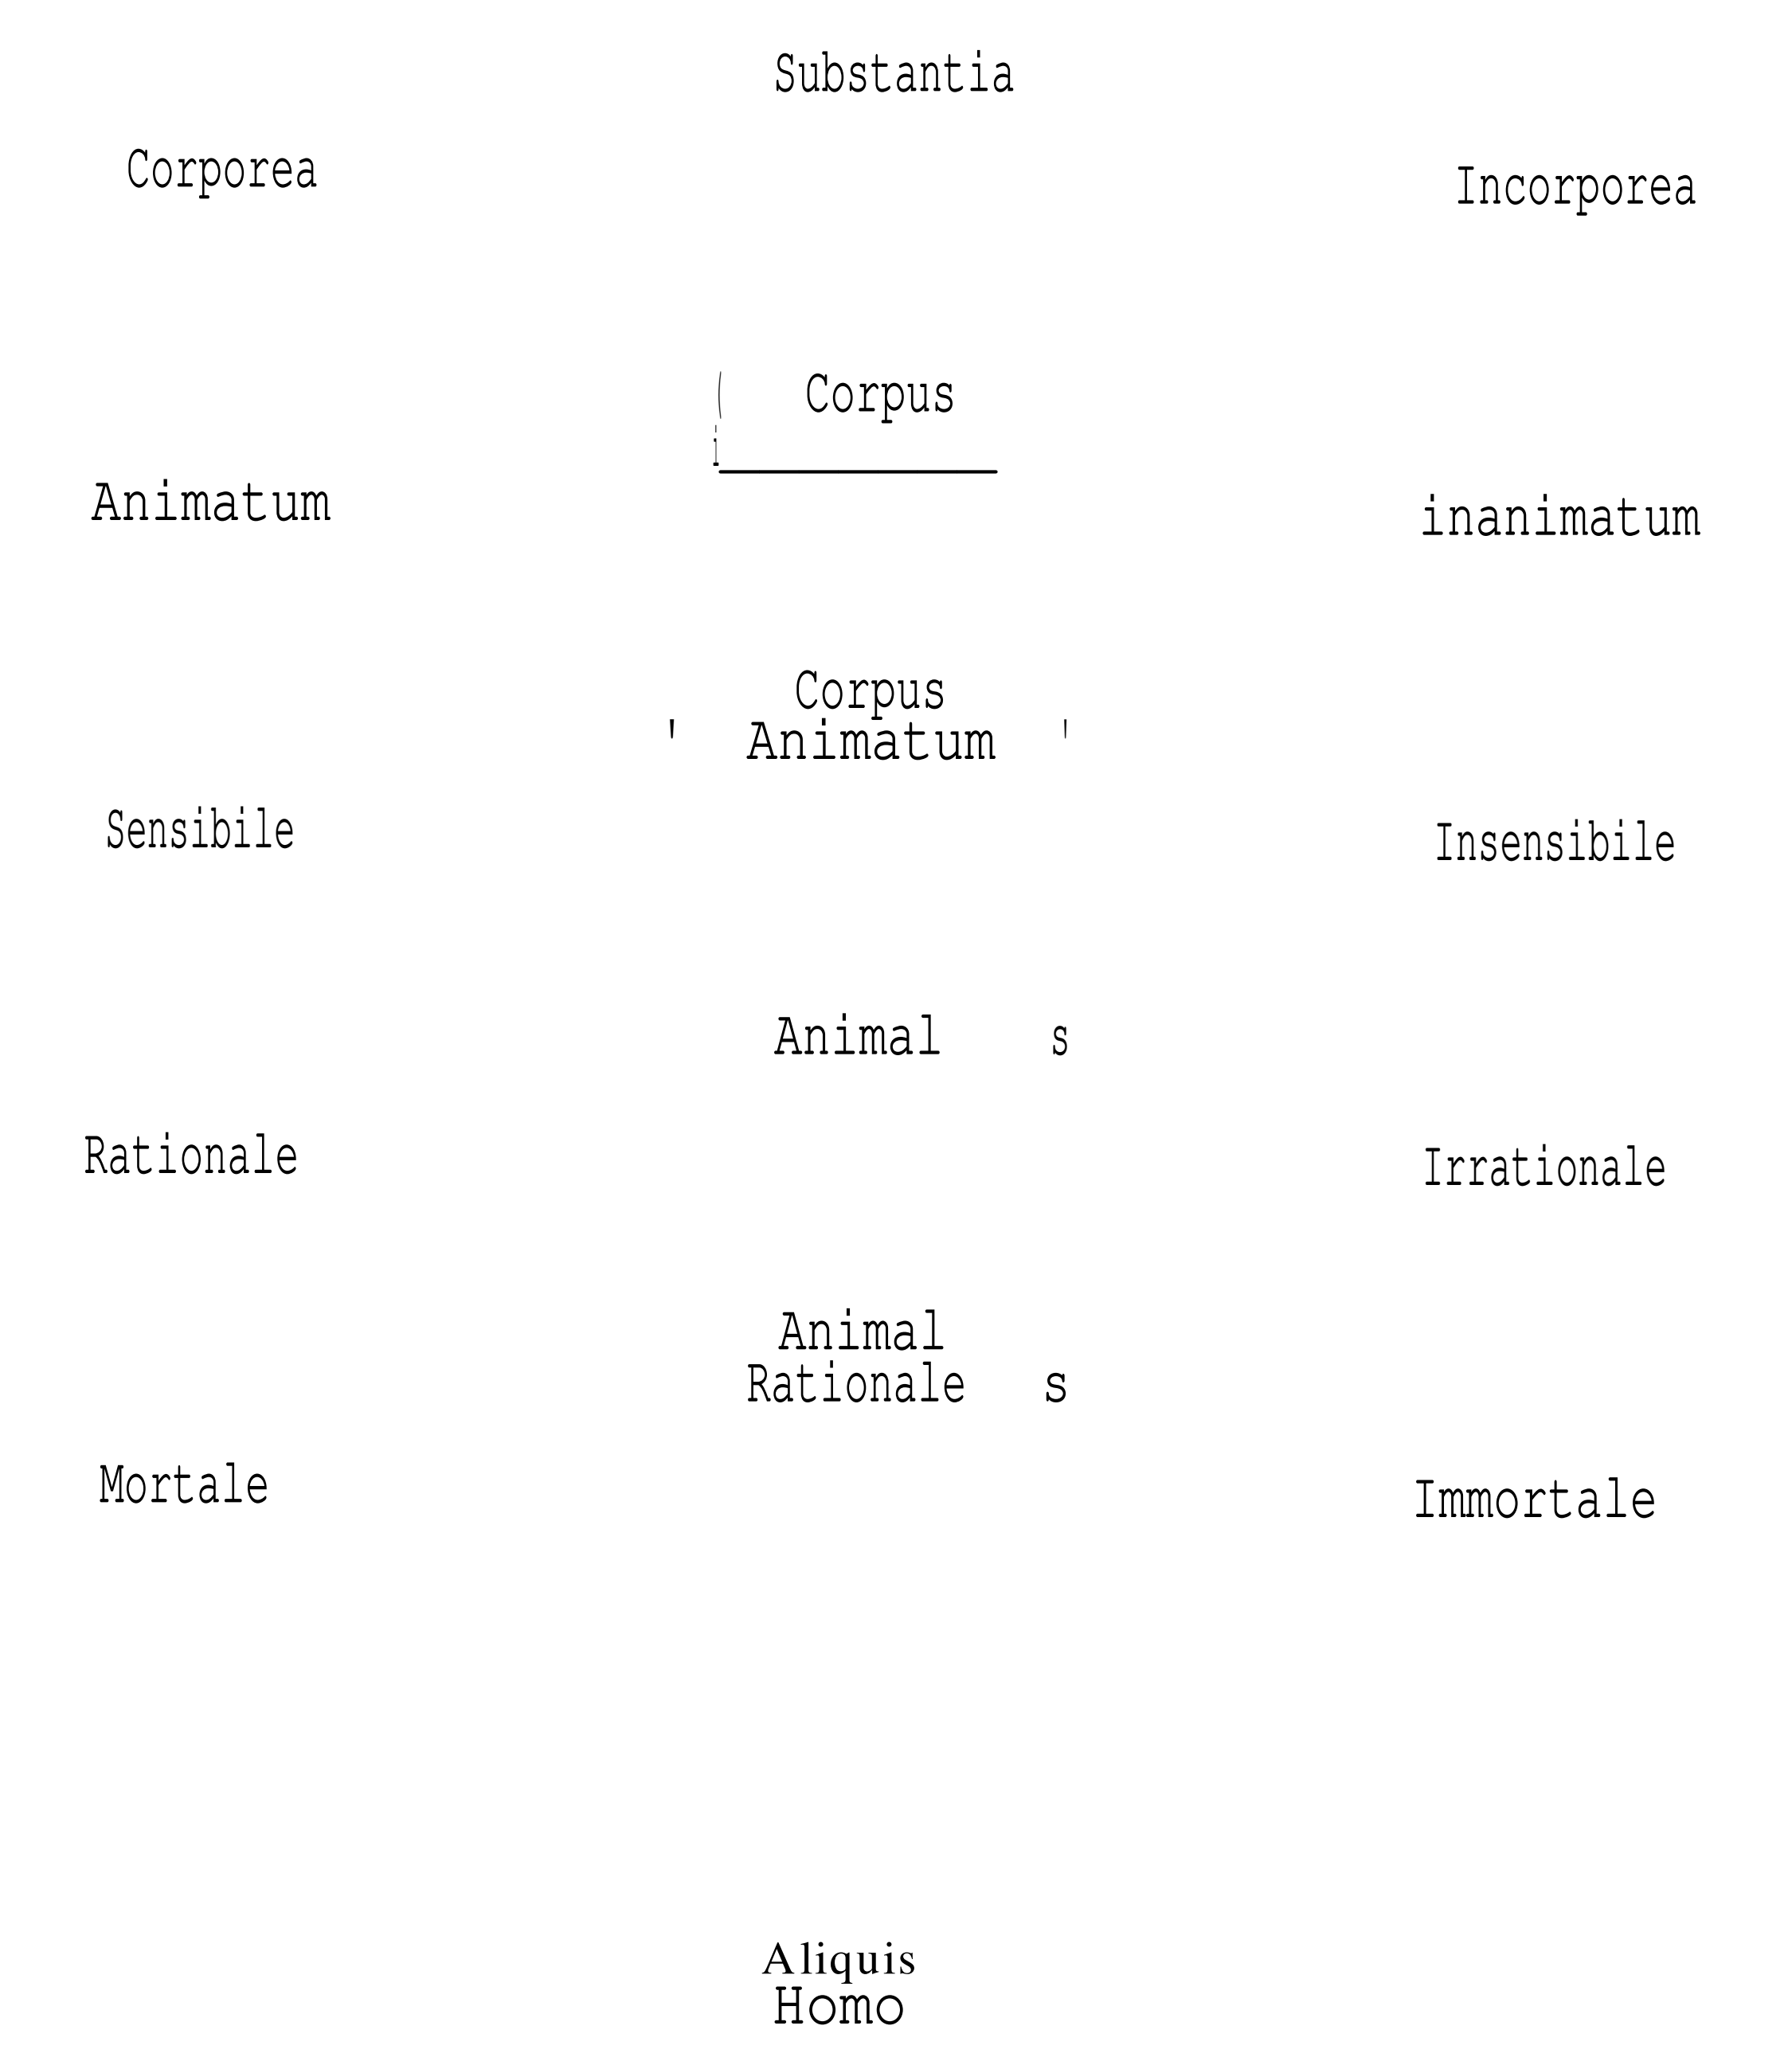 Substantia
Corporea
Incorporea
( Corpus
i
Animatum
inanimatum
Corpus
' Animatum '
Sensibile
Insensibile
Animal s
Rationale
Irrationale
Animal
Rationale s
Mortale
Immortale
Aliquis
Homo